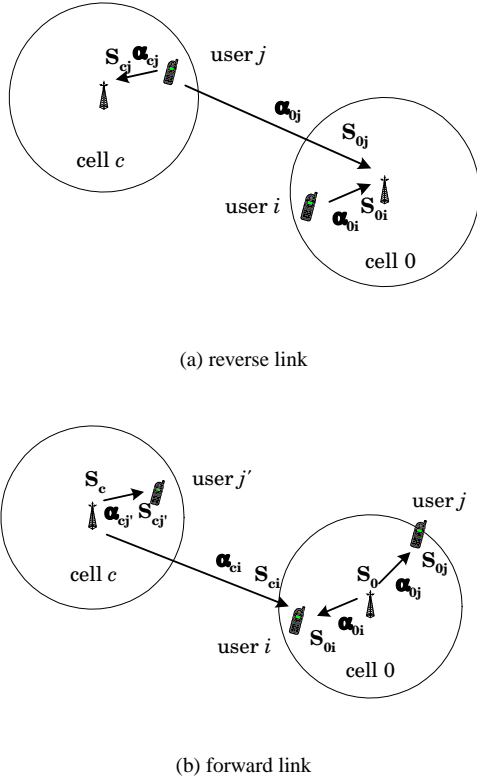 S_cj α_cj user j
α_0j
S_0j
cell c
user i
α_0i S_0i
cell 0
(a) reverse link
S_c user j′
α_cj' S_cj'
user j
cell c
α_ci S_ci
S_0j
S_0 α_0j
α_0i
user i S_0i
cell 0
(b) forward link